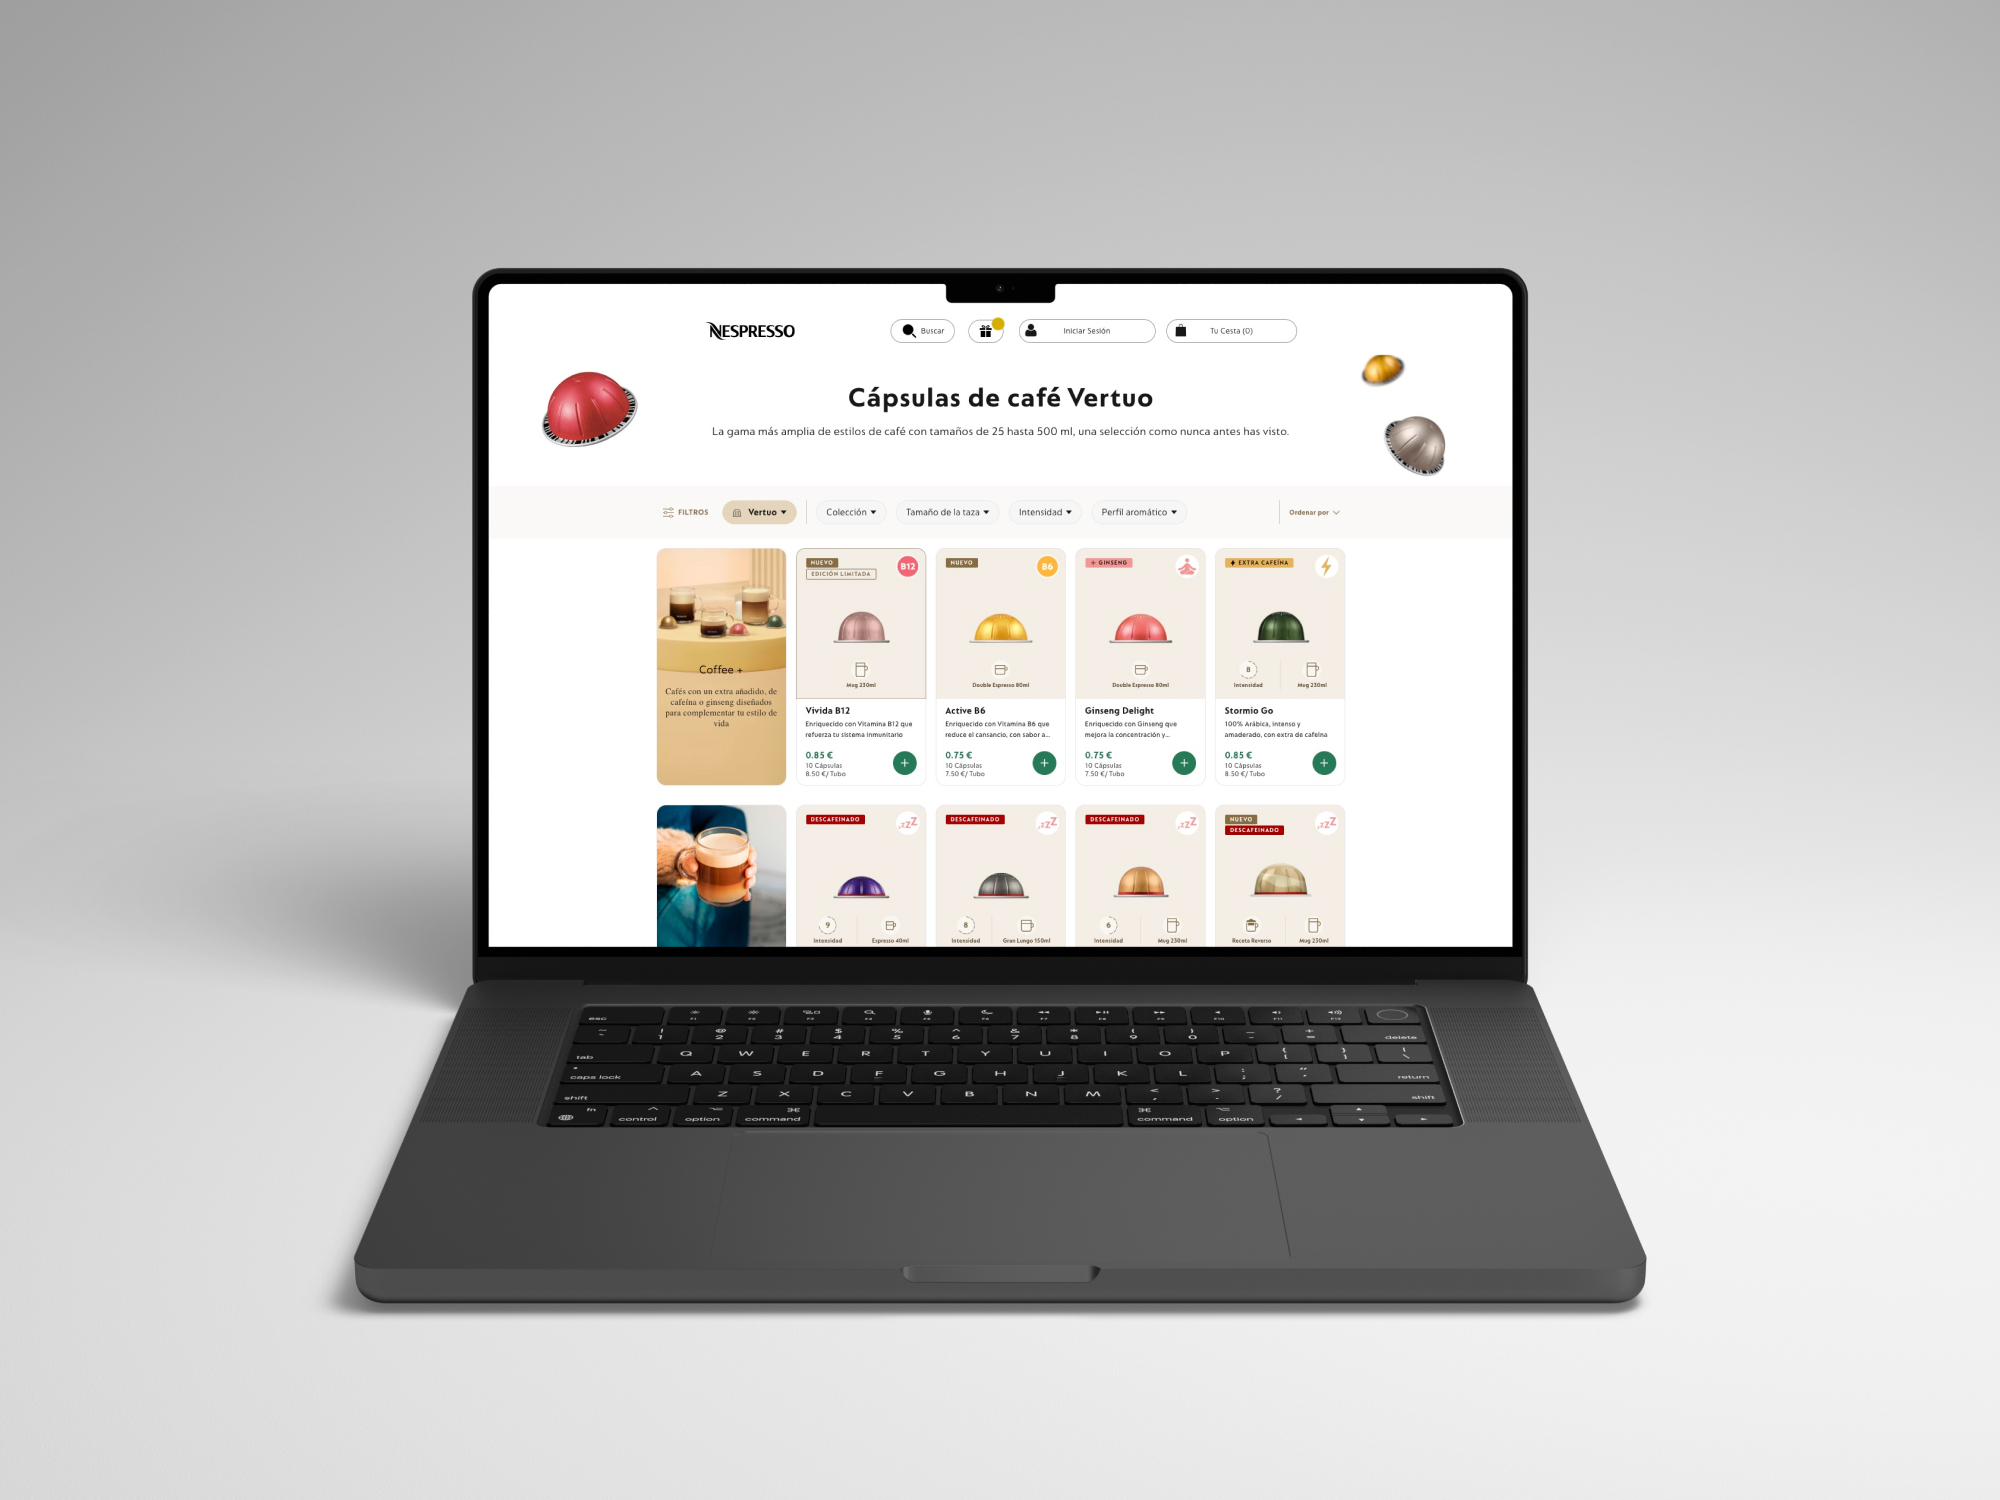 NESPRESSO
Buscar
Iniciar Sesión
Tu Cesta (0)
Cápsulas de café Vertuo
La gama más amplia de estilos de café con tamaños de 25 hasta 500 ml, una selección como nunca antes has visto.
FILTROS
Vertuo
Colección
Tamaño de la taza
Intensidad
Perfil aromático
Ordenar por
Coffee +
Cafés con un extra añadido, de
cafeína o ginseng diseñados
para complementar tu estilo de
vida
NUEVO
EDICIÓN LIMITADA
B12
Mug 230ml
Vivida B12
Enriquecido con Vitamina B12 que
refuerza tu sistema inmunitario
0.85 €
10 Cápsulas
8.50 €/ Tubo
+
NUEVO
B6
Double Espresso 80ml
Active B6
Enriquecido con Vitamina B6 que
reduce el cansancio, con sabor a...
0.75 €
10 Cápsulas
7.50 €/ Tubo
+
+ GINSENG
Double Espresso 80ml
Ginseng Delight
Enriquecido con Ginseng que
mejora la concentración y...
0.75 €
10 Cápsulas
7.50 €/ Tubo
+
EXTRA CAFEÍNA
8
Intensidad
Mug 230ml
Stormio Go
100% Arábica, intenso y
amaderado, con extra de cafeína
0.85 €
10 Cápsulas
8.50 €/ Tubo
+
DESCAFEINADO
zzZ
9
Intensidad
Espresso 40ml
DESCAFEINADO
zzZ
8
Intensidad
Gran Lungo 150ml
DESCAFEINADO
zzZ
6
Intensidad
Mug 230ml
NUEVO
DESCAFEINADO
zzZ
Receta Reverso
Mug 230ml
esc F1 F2 F3 F4 F5 F6 F7 F8 F9 F10 F11 F12
~ ! @ # $ % ^ & * ( ) _ +
\` 1 2 3 4 5 6 7 8 9 0 - = delete
tab Q W E R T Y U I O P { [ } ] | \
caps lock A S D F G H J K L : ; " ' return
shift Z X C V B N M < , > . ? / shift
fn control option command command option